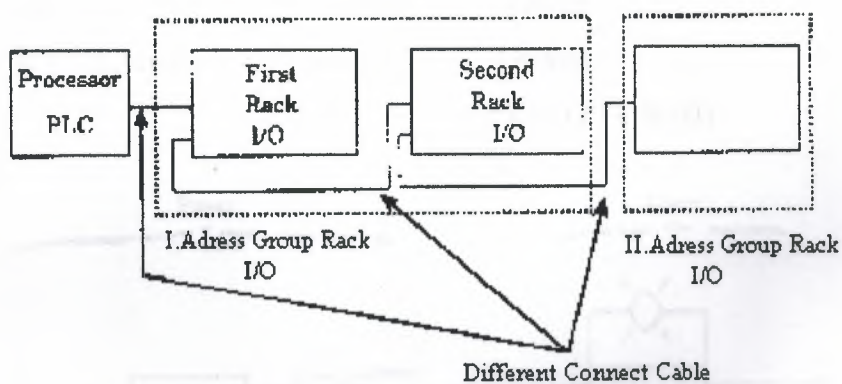 Processor
PLC
First
Rack
I/O
Second
Rack
I/O
I.Adress Group Rack
I/O
II.Adress Group Rack
I/O
Different Connect Cable